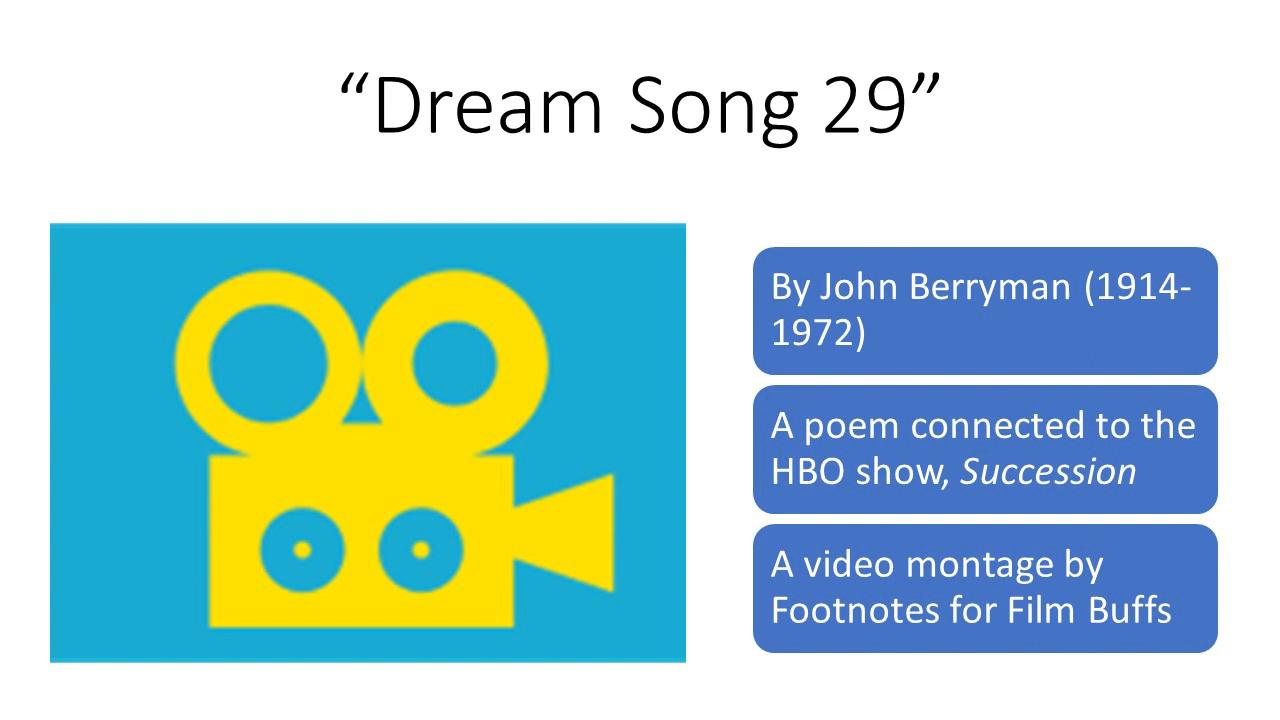 “Dream Song 29”
By John Berryman (1914-
1972)
A poem connected to the
HBO show, Succession
A video montage by
Footnotes for Film Buffs